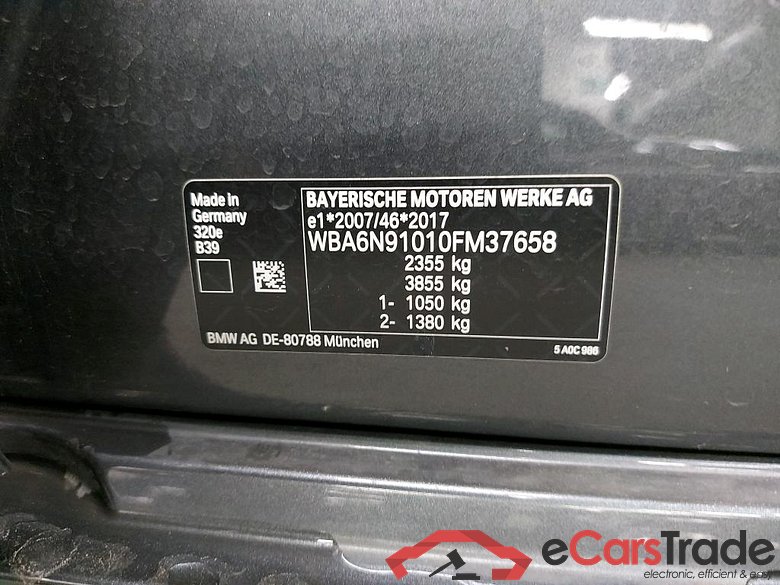 Made in
Germany
320e
B39
BAYERISCHE MOTOREN WERKE AG
e1*2007/46*2017
WBA6N91010FM37658
2355 kg
3855 kg
1- 1050 kg
2- 1380 kg
BMW AG DE-80788 München
5 A0C 986
eCarsTrade
electronic, efficient &